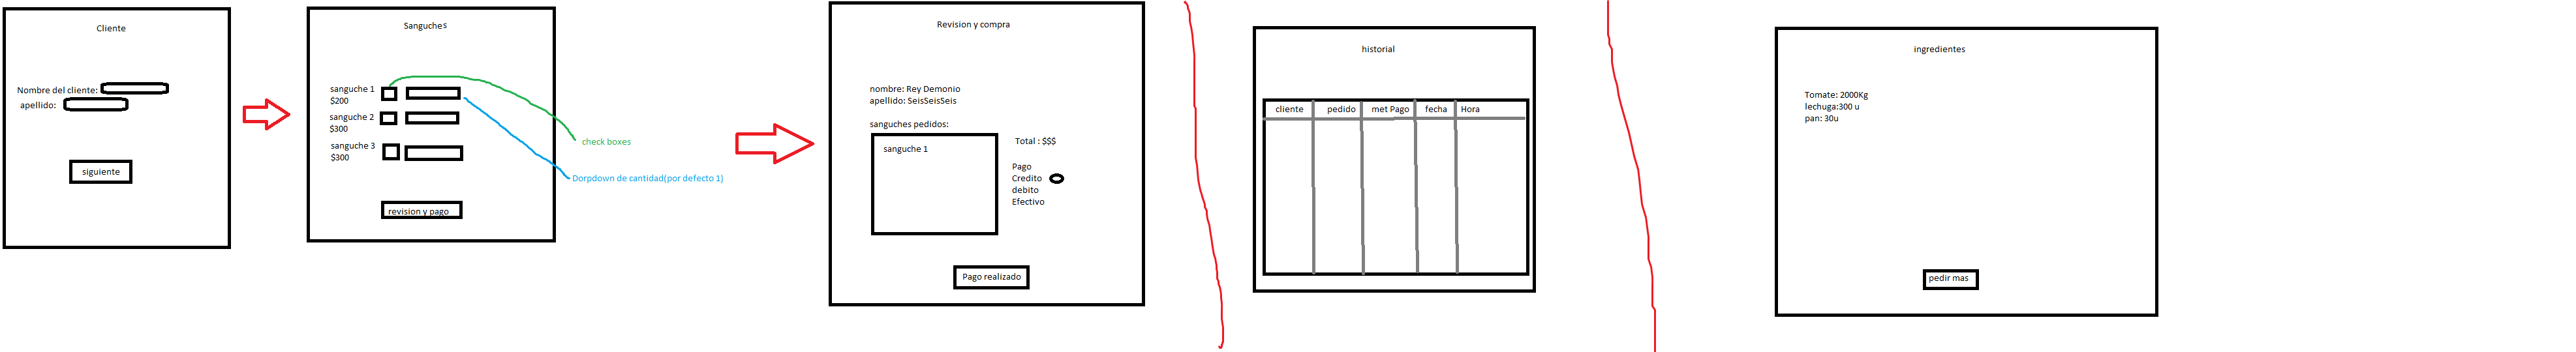 Cliente
Nombre del cliente:
apellido:
siguiente
Sanguches
sanguche 1
$200
sanguche 2
$300
sanguche 3
$300
revision y pago
check boxes
Dorpdown de cantidad(por defecto 1)
Revision y compra
nombre: Rey Demonio
apellido: SeisSeisSeis
sanguches pedidos:
sanguche 1
Total : $$$
Pago
Credito
debito
Efectivo
Pago realizado
historial
cliente pedido met Pago fecha Hora
ingredientes
Tomate: 2000Kg
lechuga:300 u
pan: 30u
pedir mas